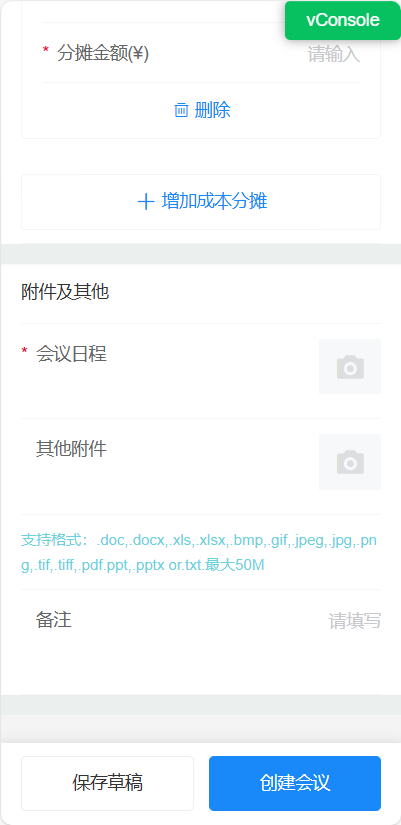 vConsole
* 分摊金额(¥) 请输入
删除
增加成本分摊
附件及其他
* 会议日程
其他附件
支持格式：.doc,.docx,.xls,.xlsx,.bmp,.gif,.jpeg,.jpg,.pn
g,.tif,.tiff,.pdf.ppt,.pptx or.txt.最大50M
备注 请填写
保存草稿 创建会议